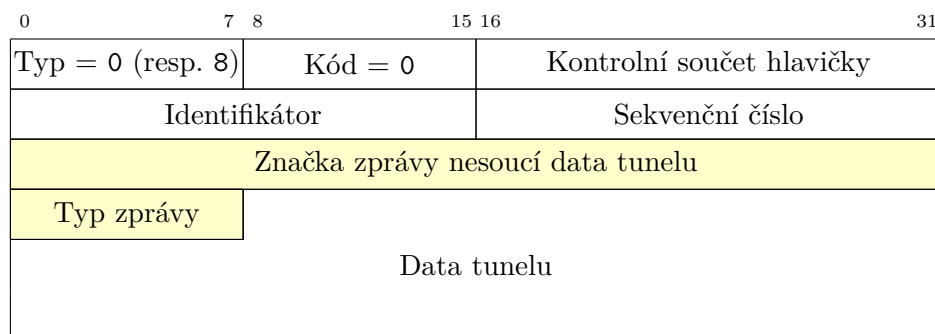 0 7 8 15 16 31
Typ = 0 (resp. 8) Kód = 0 Kontrolní součet hlavičky
Identifikátor Sekvenční číslo
Značka zprávy nesoucí data tunelu
Typ zprávy
Data tunelu